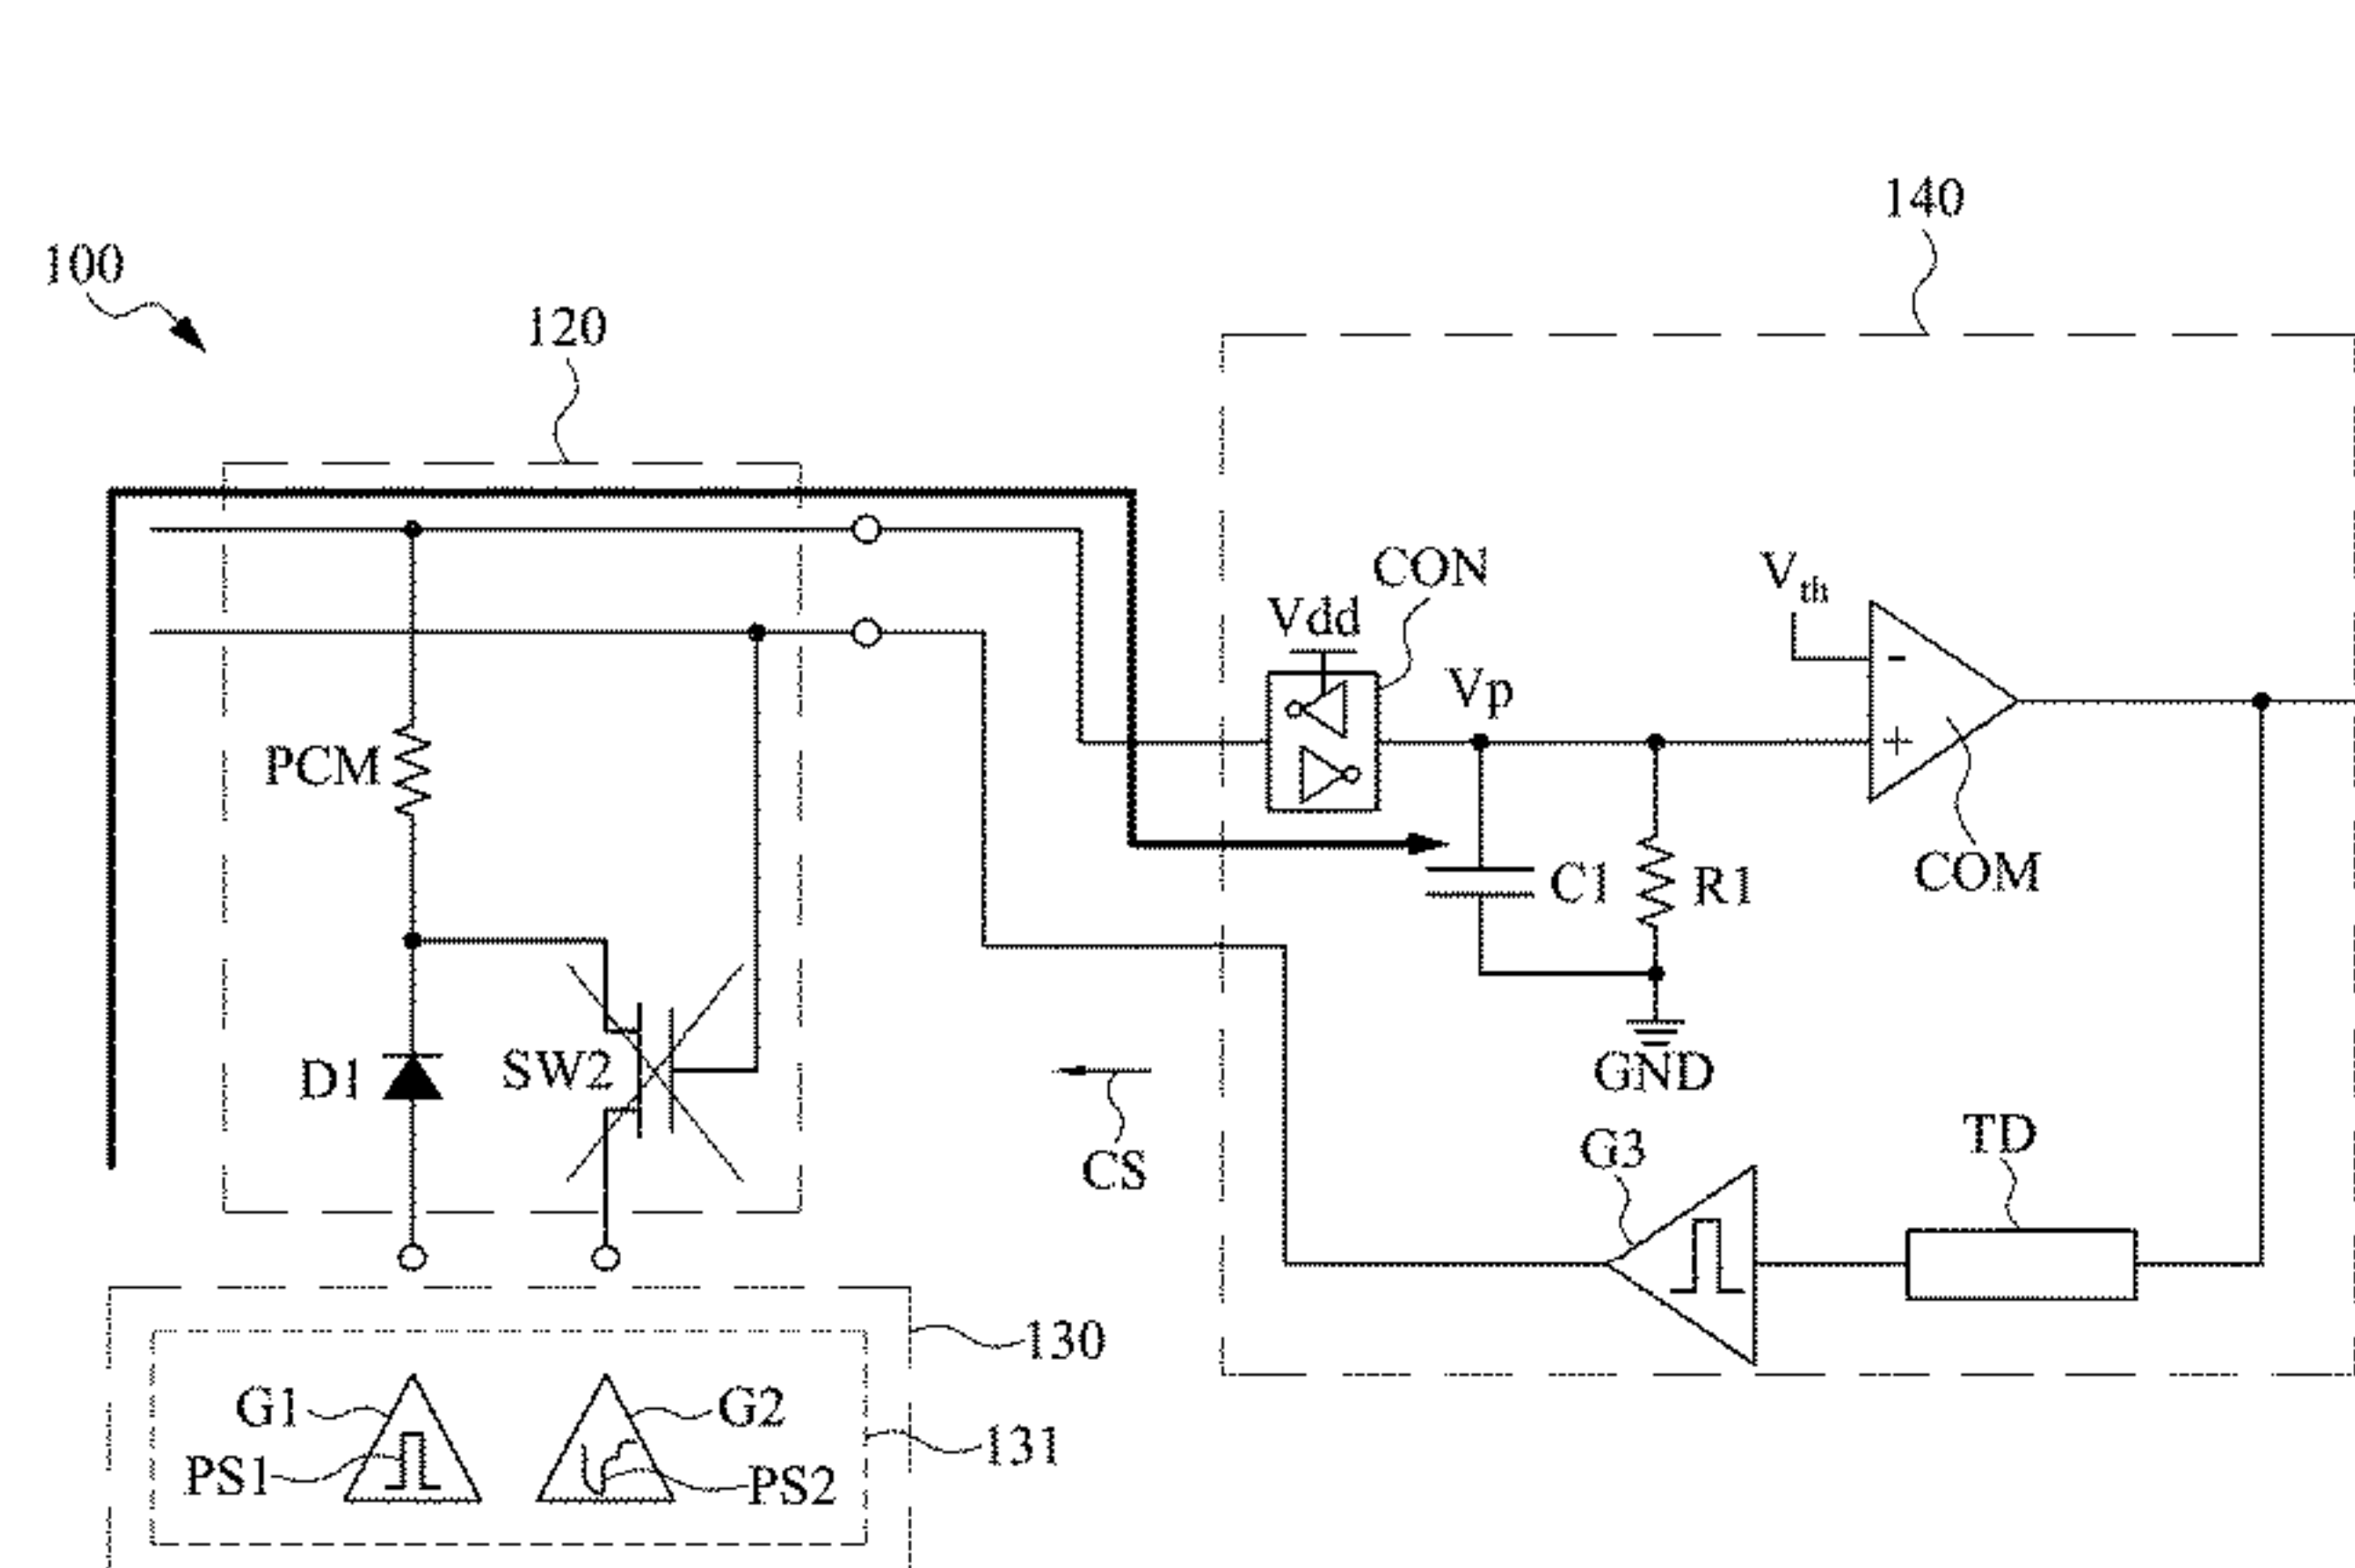 140
100
120
CON
Vth
Vdd
Vp
-
PCM
+
C1
R1
COM
D1
SW2
GND
CS
G3
TD
130
G1
G2
131
PS1
PS2